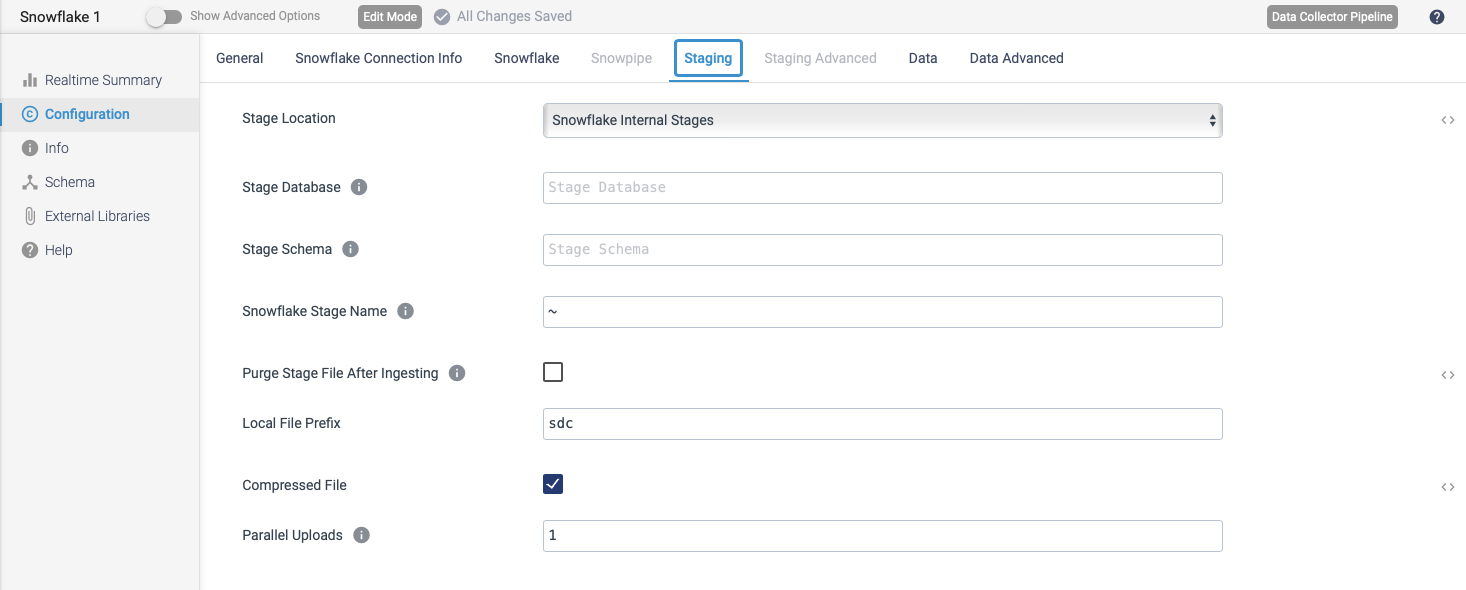 Snowflake 1 Show Advanced Options Edit Mode All Changes Saved Data Collector Pipeline ?
General Snowflake Connection Info Snowflake Snowpipe Staging Staging Advanced Data Data Advanced
Realtime Summary
Configuration
Info
Schema
External Libraries
Help
Stage Location Snowflake Internal Stages
Stage Database Stage Database
Stage Schema Stage Schema
Snowflake Stage Name ~
Purge Stage File After Ingesting
Local File Prefix sdc
Compressed File
Parallel Uploads 1